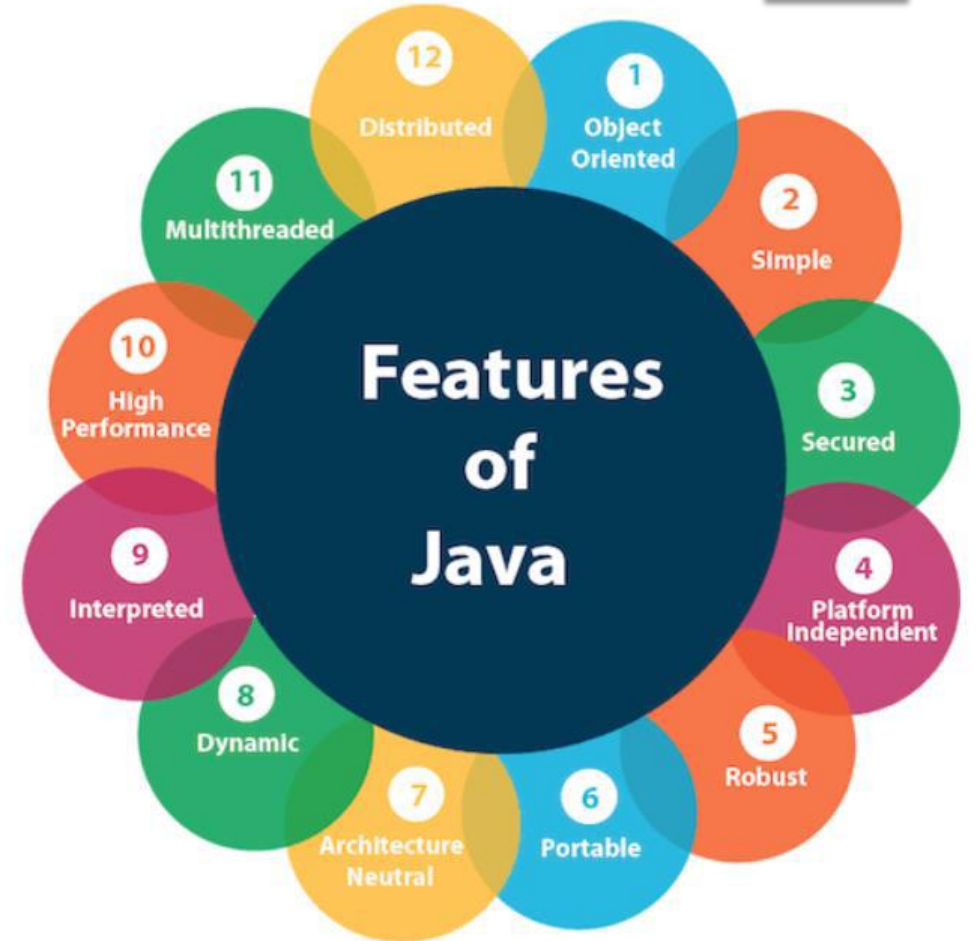 Features
of
Java
1
Object
Oriented
2
Simple
3
Secured
4
Platform
Independent
5
Robust
6
Portable
7
Architecture
Neutral
8
Dynamic
9
Interpreted
10
High
Performance
11
Multithreaded
12
Distributed